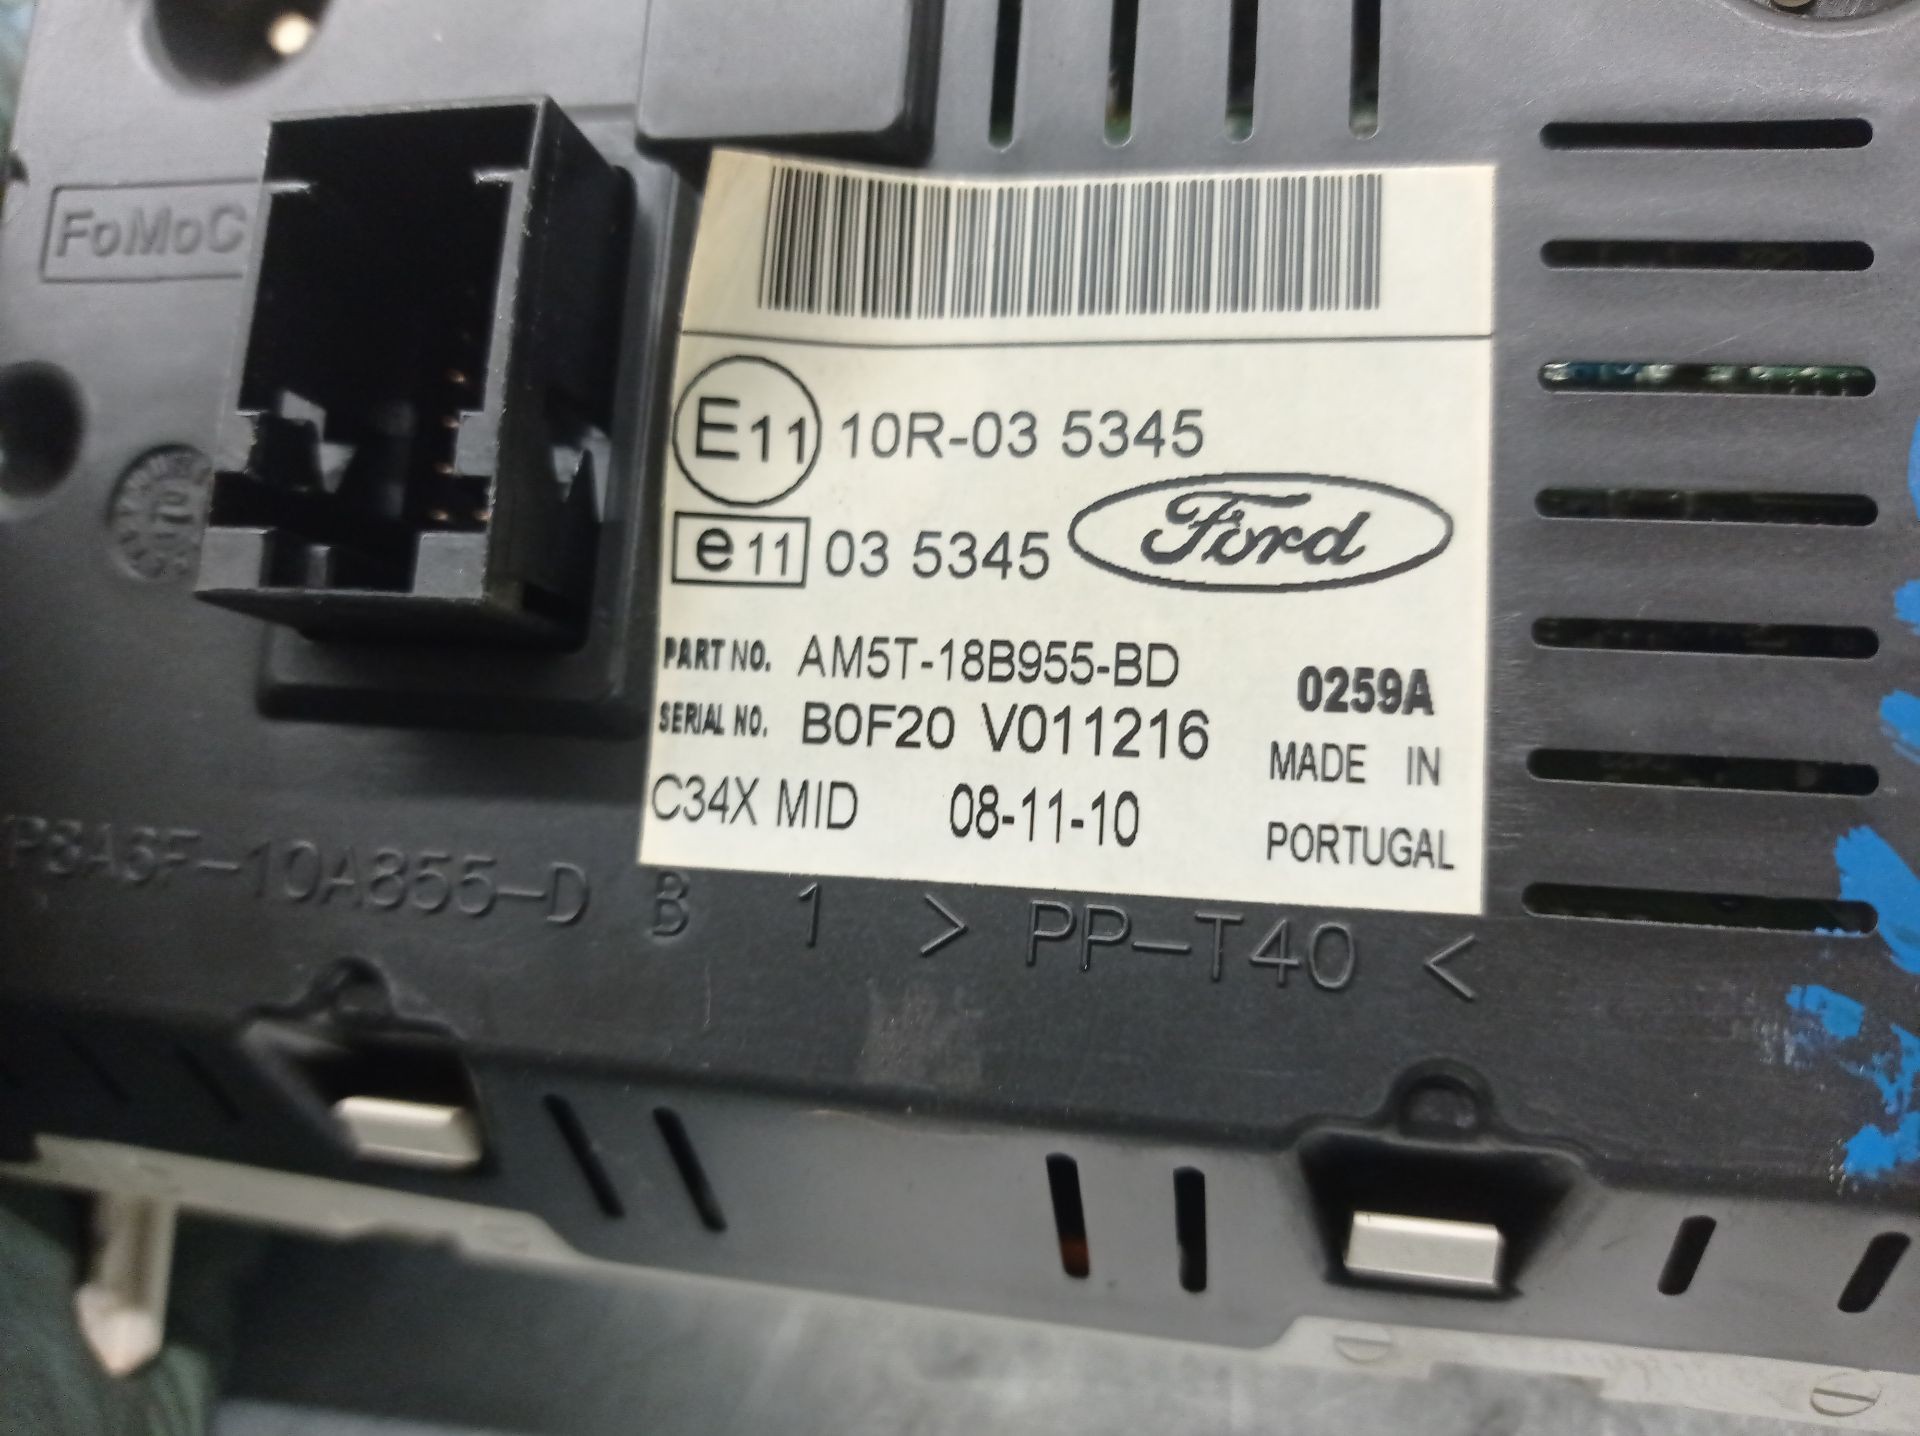 FoMoC
E11 10R-03 5345
e11 03 5345
Ford
PART NO. AM5T-18B955-BD
0259A
SERIAL NO. B0F20 V011216
MADE IN
C34X MID 08-11-10
PORTUGAL
P8A6F-10A855-D B 1 > PP-T40 <